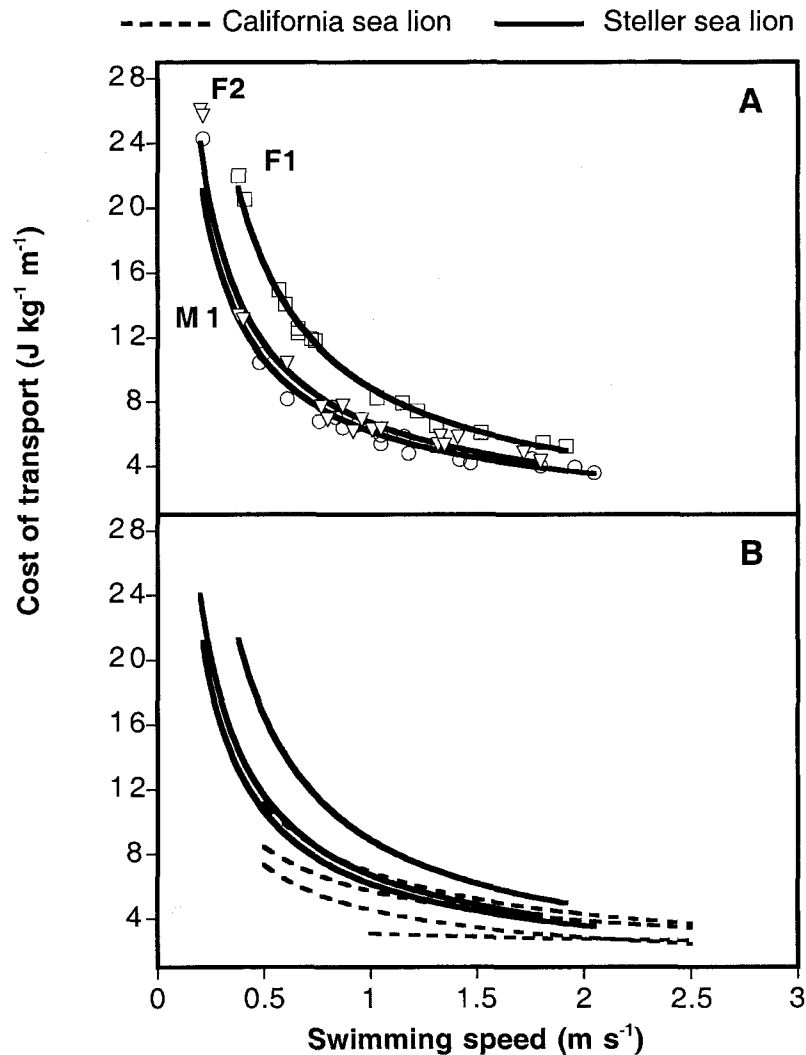 California sea lion Steller sea lion
28
24
20
16
12
8
4
F2
F1
M 1
A
28
24
20
16
12
8
4
B
0 0.5 1 1.5 2 2.5 3
Cost of transport (J kg⁻¹ m⁻¹)
Swimming speed (m s⁻¹)